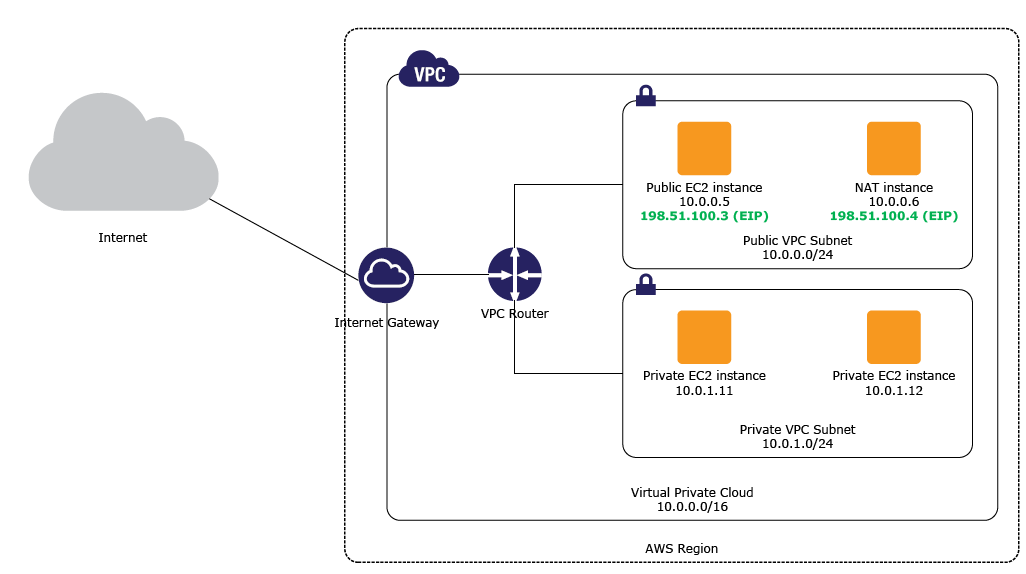 VPC
Public EC2 instance
10.0.0.5
198.51.100.3 (EIP)
NAT instance
10.0.0.6
198.51.100.4 (EIP)
Public VPC Subnet
10.0.0.0/24
Internet
Internet Gateway
VPC Router
Private EC2 instance
10.0.1.11
Private EC2 instance
10.0.1.12
Private VPC Subnet
10.0.1.0/24
Virtual Private Cloud
10.0.0.0/16
AWS Region